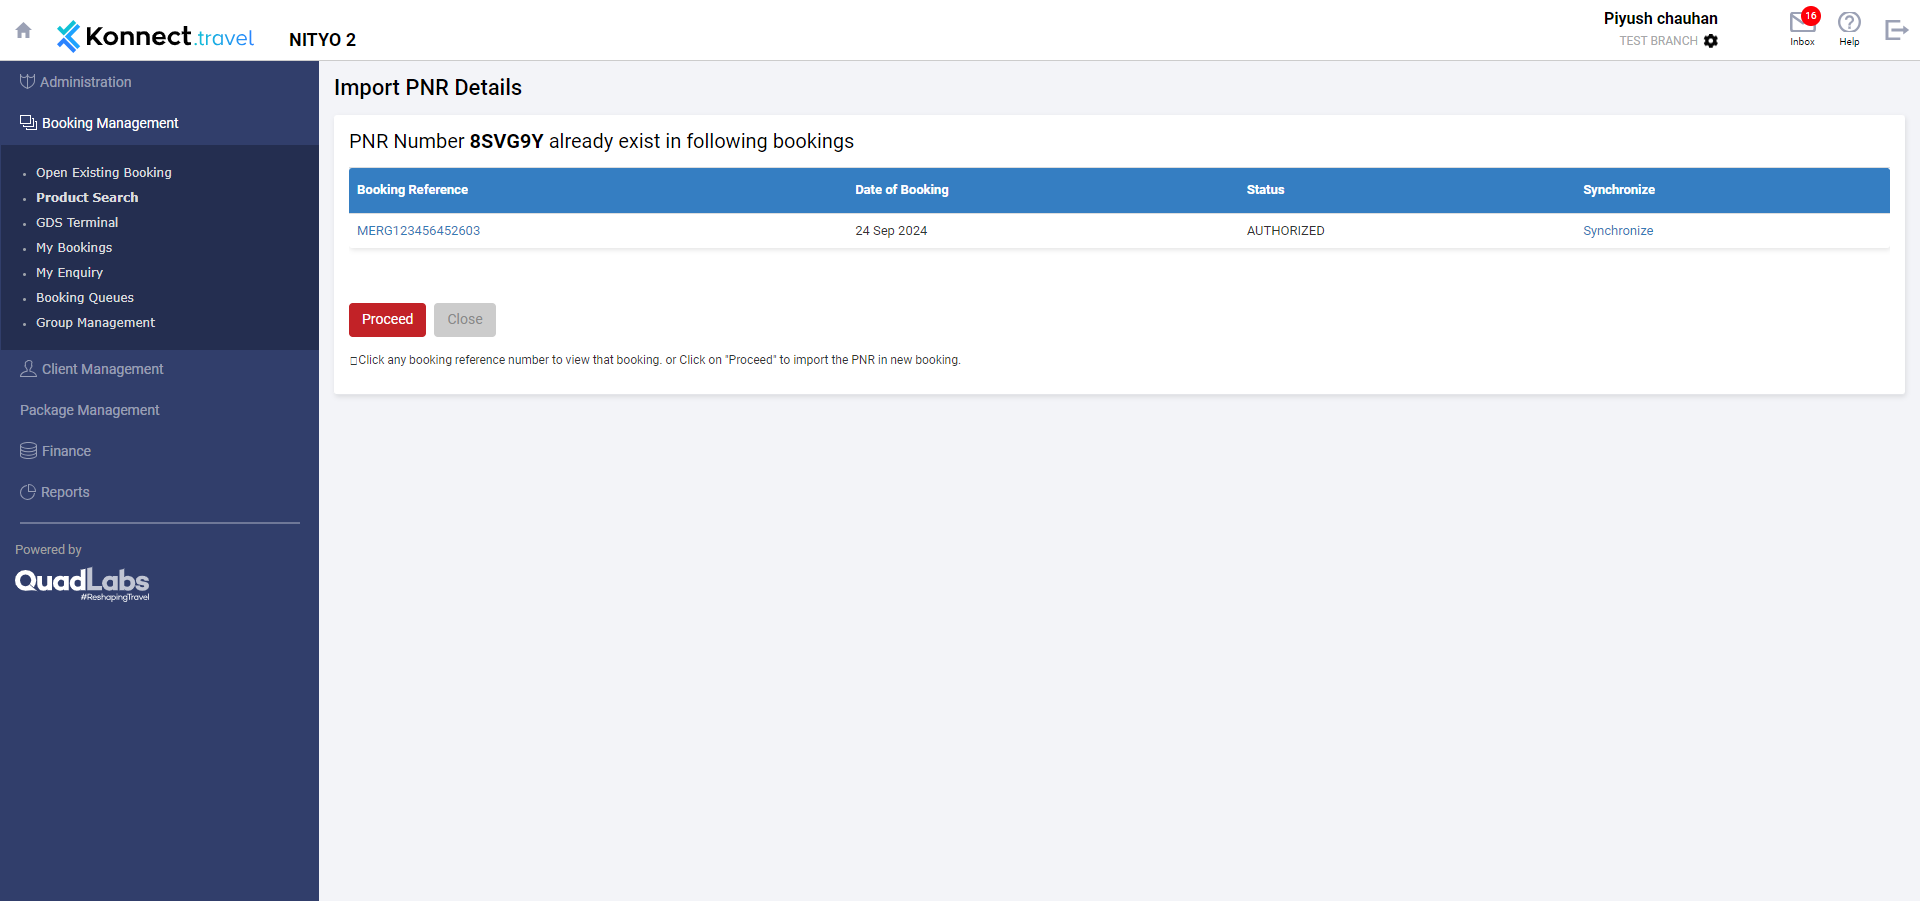 Konnect.travel
NITYO 2
Piyush chauhan
TEST BRANCH
16
Inbox
Help
Administration
Booking Management
Open Existing Booking
Product Search
GDS Terminal
My Bookings
My Enquiry
Booking Queues
Group Management
Client Management
Package Management
Finance
Reports
Powered by
QuadLabs
#ReshapingTravel
Import PNR Details
PNR Number 8SVG9Y already exist in following bookings
Booking Reference Date of Booking Status Synchronize
MERG123456452603 24 Sep 2024 AUTHORIZED Synchronize
Proceed Close
Click any booking reference number to view that booking. or Click on "Proceed" to import the PNR in new booking.